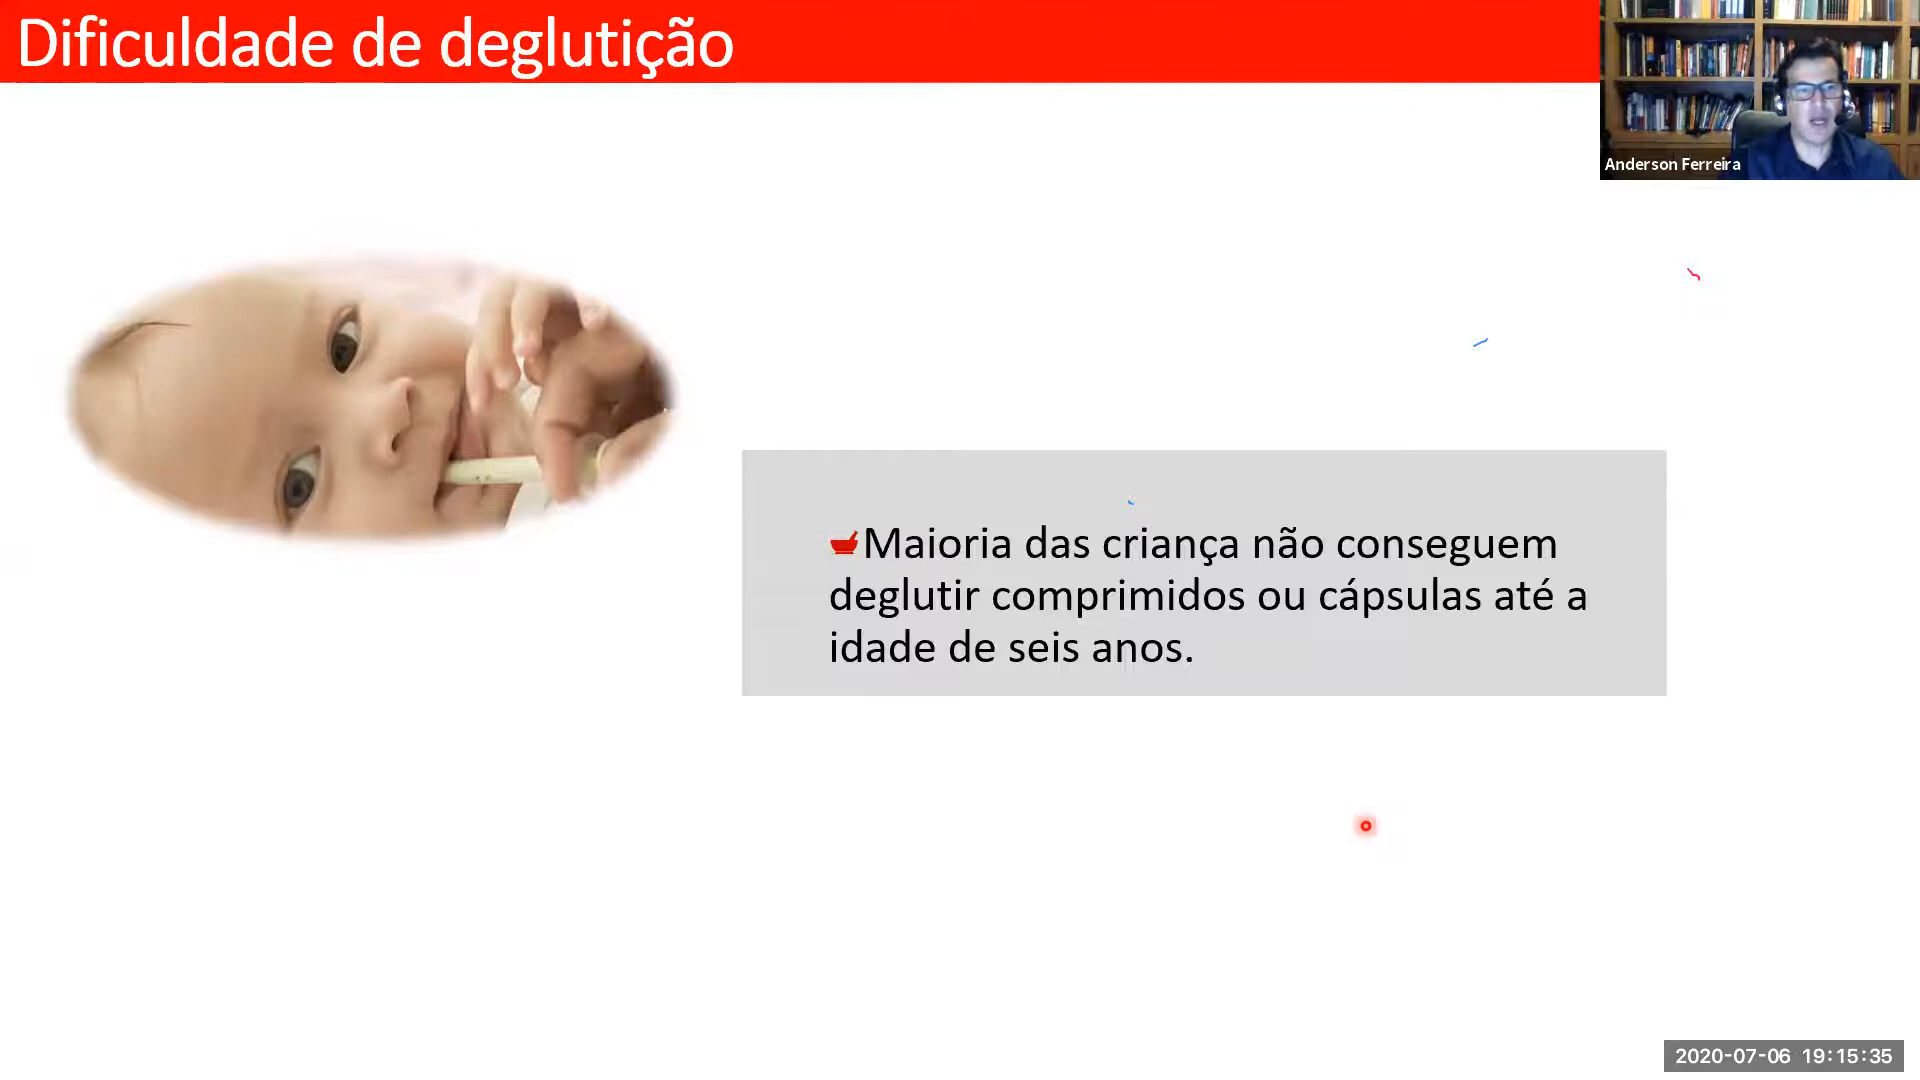 Dificuldade de deglutição
Anderson Ferreira
Maioria das criança não conseguem
deglutir comprimidos ou cápsulas até a
idade de seis anos.
2020-07-06 19:15:35